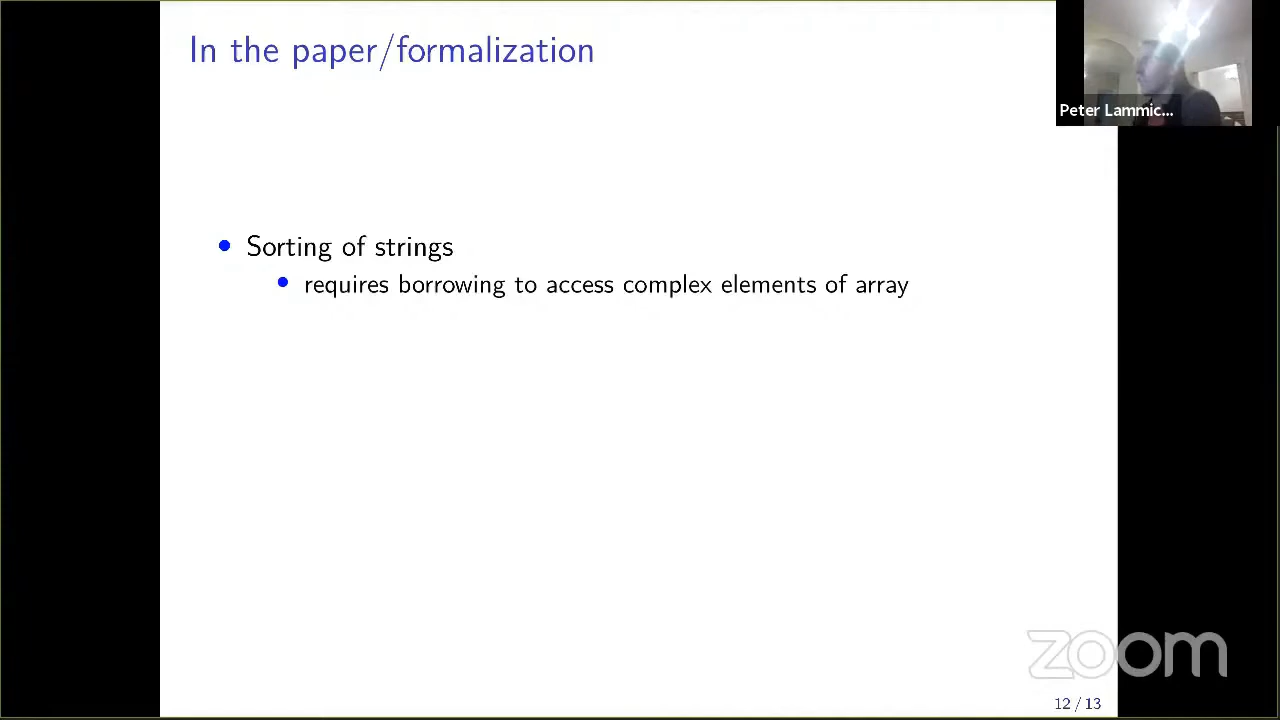 In the paper/formalization
Peter Lammic...
• Sorting of strings
• requires borrowing to access complex elements of array
zoom
12 / 13